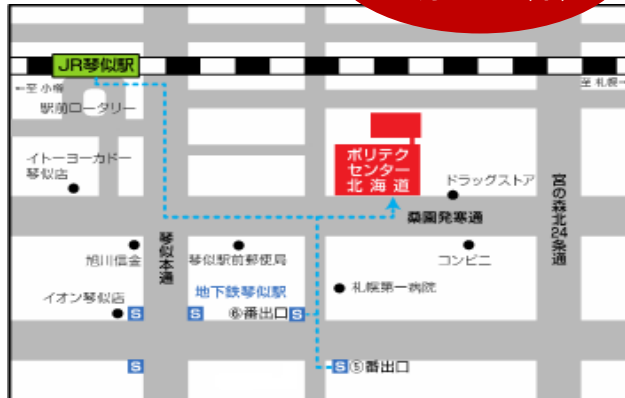 JR琴似駅
←至 小樽
至 札幌→
駅前ロータリー
イトーヨーカドー
琴似店
ポリテク
センター
北海道
ドラッグストア
宮の森北24条通
桑園発寒通
琴似本通
旭川信金
琴似駅前郵便局
コンビニ
地下鉄琴似駅
札幌第一病院
イオン琴似店
S
S
⑥番出口
S
S
S
⑤番出口